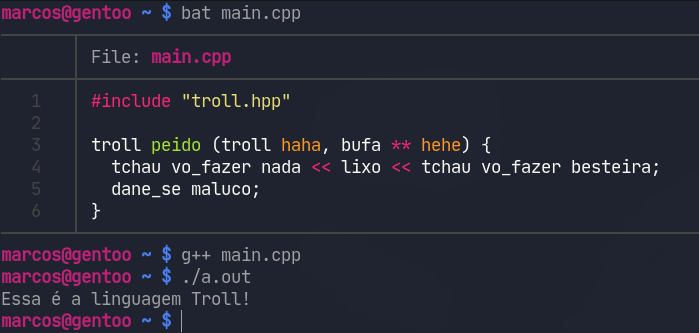 marcos@gentoo ~ $ bat main.cpp
File: main.cpp
1 #include "troll.hpp"
2
3 troll peido (troll haha, bufa ** hehe) {
4 tchau vo_fazer nada << lixo << tchau vo_fazer besteira;
5 dane_se maluco;
6 }
marcos@gentoo ~ $ g++ main.cpp
marcos@gentoo ~ $ ./a.out
Essa é a linguagem Troll!
marcos@gentoo ~ $